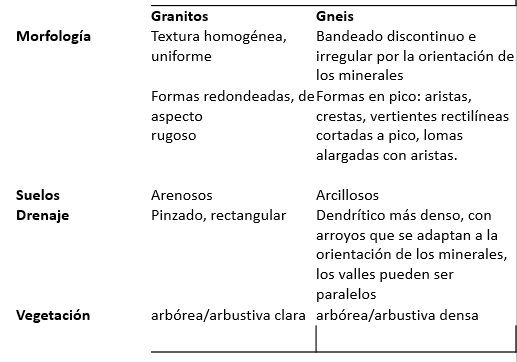 Granitos Gneis
Morfología Textura homogénea, Bandeado discontinuo e
uniforme irregular por la orientación de
los minerales
Formas redondeadas, de Formas en pico: aristas,
aspecto crestas, vertientes rectilíneas
rugoso cortadas a pico, lomas
alargadas con aristas.
Suelos Arenosos Arcillosos
Drenaje Pinzado, rectangular Dendrítico más denso, con
arroyos que se adaptan a la
orientación de los minerales,
los valles pueden ser
paralelos
Vegetación arbórea/arbustiva clara arbórea/arbustiva densa